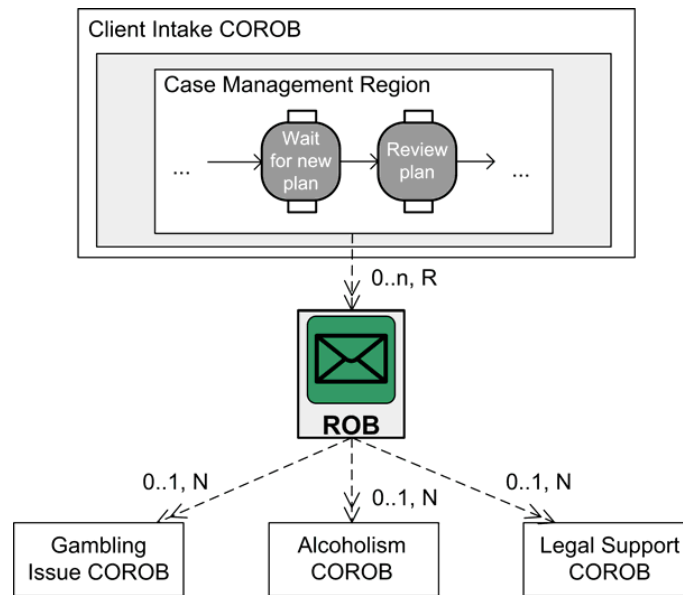 Client Intake COROB
Case Management Region
...
Wait
for new
plan
Review
plan
...
0..n, R
ROB
0..1, N
0..1, N
0..1, N
Gambling
Issue COROB
Alcoholism
COROB
Legal Support
COROB